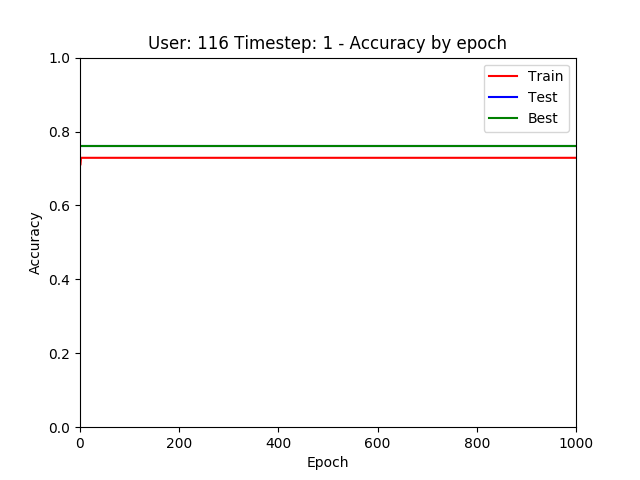 User: 116 Timestep: 1 - Accuracy by epoch
1.0
0.8
0.6
0.4
0.2
0.0
Accuracy
Train
Test
Best
0 200 400 600 800 1000
Epoch